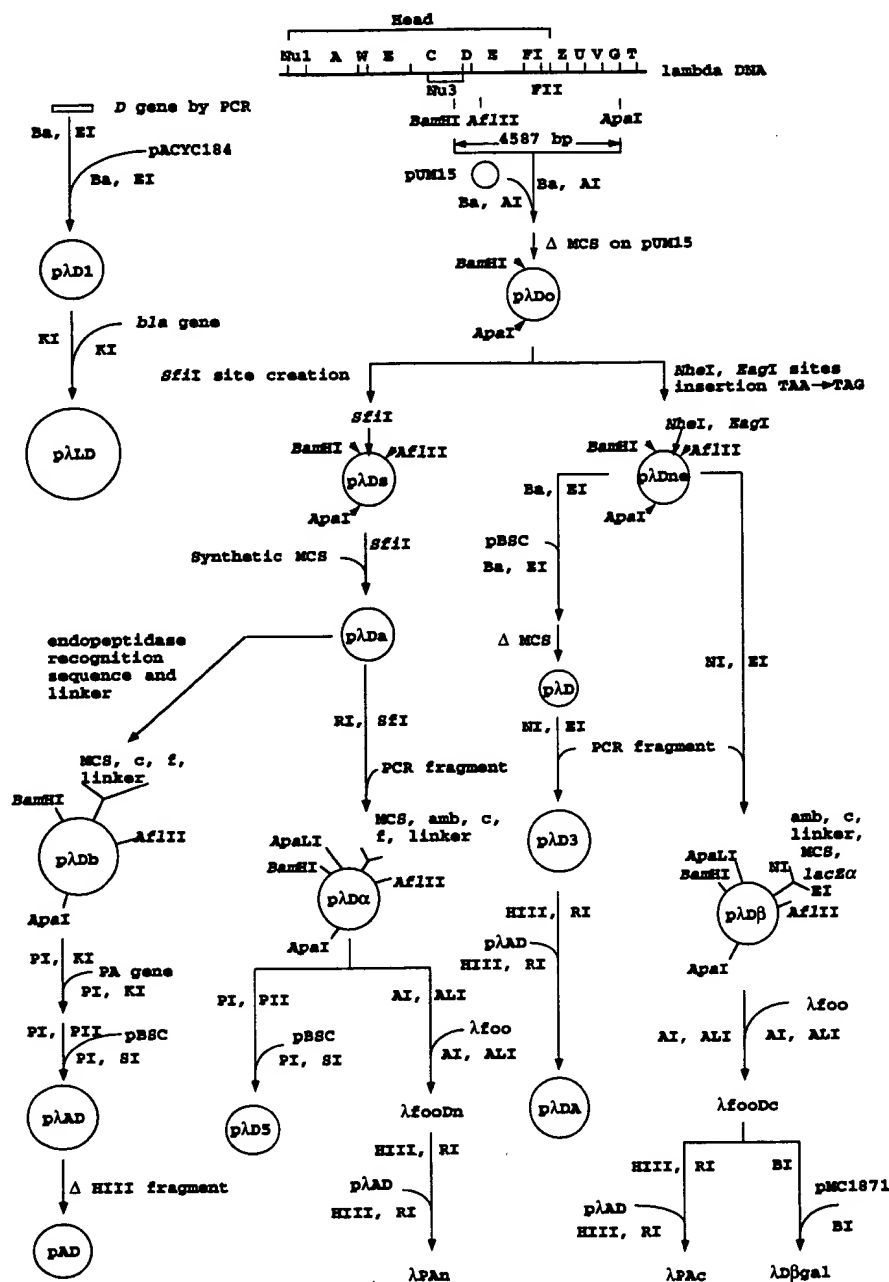 Head
Nu1 A W E C D E FI Z U V G T
lambda DNA
Nu3 FII
D gene by PCR
BamHI AflII ApaI
Ba, EI
4587 bp
pACYC184
pUM15
Ba, EI
Ba, AI
Ba, AI
Δ MCS on pUM15
BamHI
pλD1
pλDo
ApaI
bla gene
KI
KI
SfiI site creation
NheI, EagI sites
insertion TAA→TAG
SfiI
NheI, EagI
BamHI AflII
BamHI AflII
pλLD
pλDs
pλDne
Ba, EI
ApaI
ApaI
SfiI
pBSC
Synthetic MCS
Ba, EI
pλDa
Δ MCS
endopeptidase
recognition
sequence and
linker
NI, EI
pλD
RI, SfI
NI, EI
PCR fragment
PCR fragment
MCS, c, f,
linker
BamHI
AflII
pλDb
ApaI
MCS, amb, c,
f, linker
ApaLI
BamHI
AflII
pλDα
ApaI
pλD3
amb, c,
linker,
MCS,
lacZα
ApaLI
NI
BamHI
EI
AflII
pλDβ
ApaI
PI, KI
PA gene
PI, KI
HIII, RI
pλAD
HIII, RI
PI, PII
AI, ALI
PI, PII
pBSC
PI, SI
pBSC
PI, SI
λfoo
AI, ALI
λfoo
AI, ALI
AI, ALI
pλAD
pλD5
λfooDn
pλDA
λfooDc
Δ HIII fragment
HIII, RI
pλAD
HIII, RI
HIII, RI
pλAD
HIII, RI
BI
pMC1871
BI
pAD
λPAn
λPAc
λDβgal